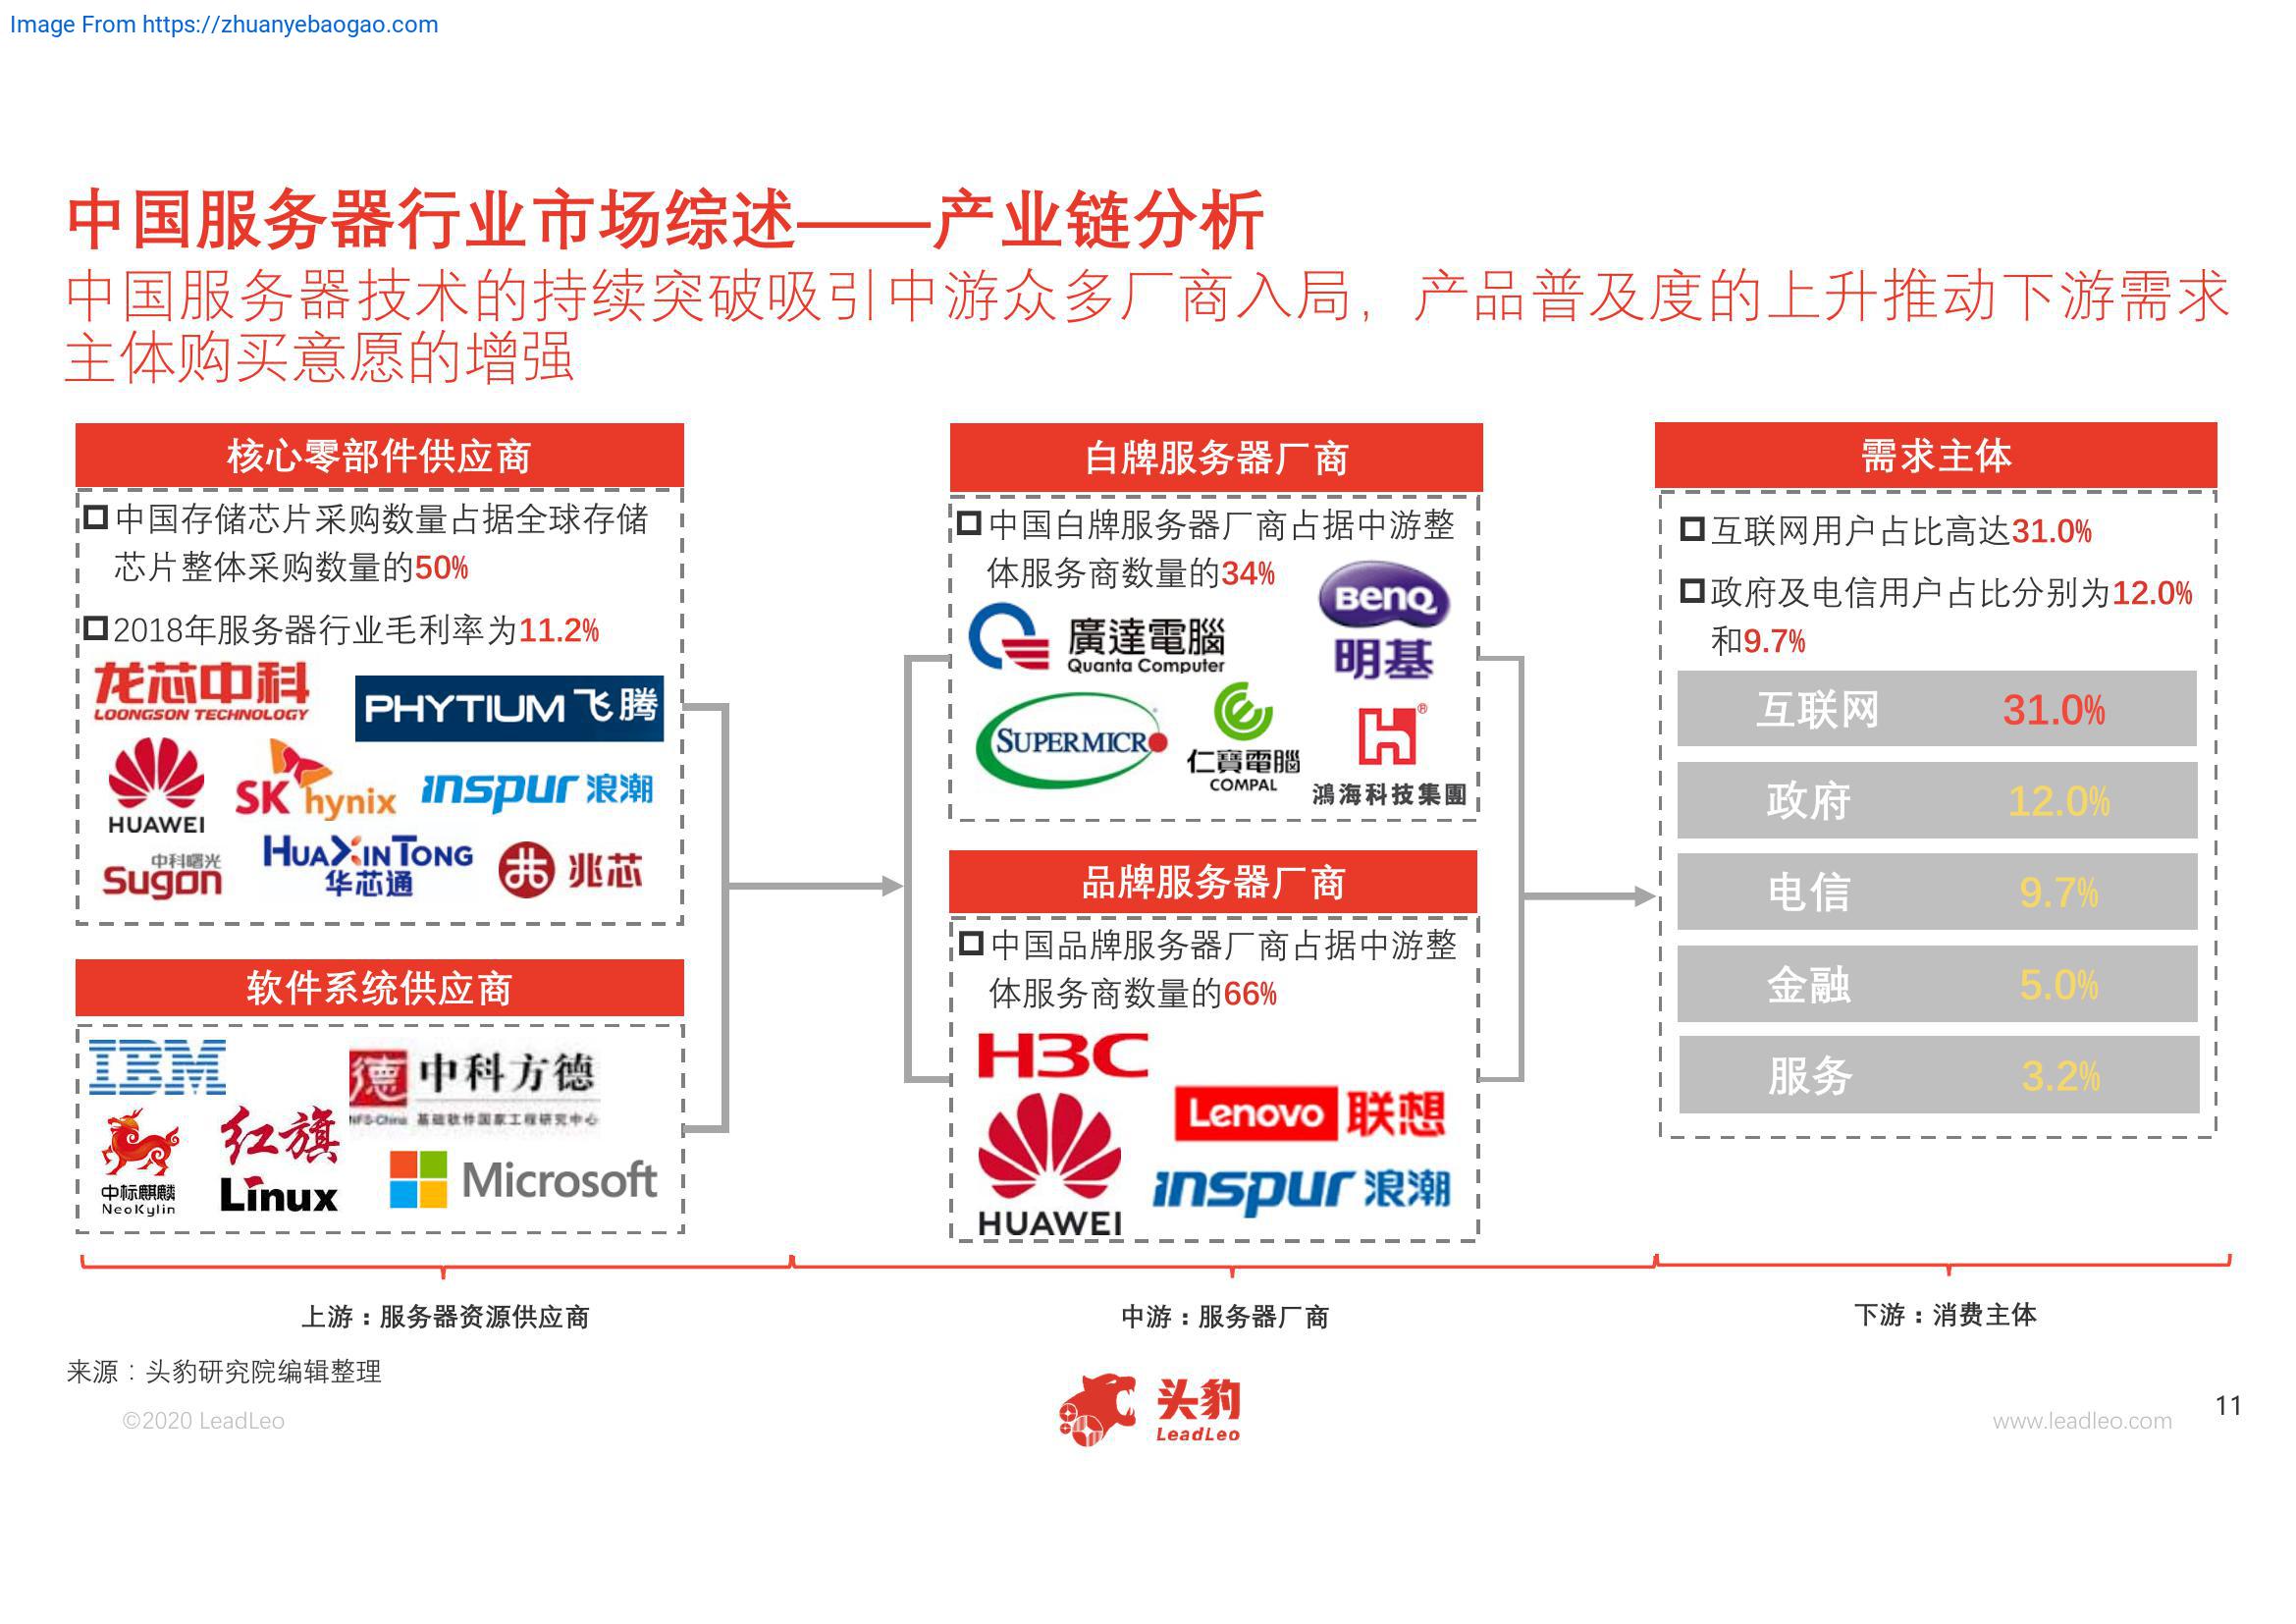 Image From https://zhuanyebaogao.com
中国服务器行业市场综述——产业链分析
中国服务器技术的持续突破吸引中游众多厂商入局，产品普及度的上升推动下游需求
主体购买意愿的增强
核心零部件供应商
中国存储芯片采购数量占据全球存储
芯片整体采购数量的50%
2018年服务器行业毛利率为11.2%
龙芯中科
LOONGSON TECHNOLOGY
PHYTIUM 飞腾
HUAWEI
SK hynix
inspur 浪潮
中科曙光
Sugon
HUAXINTONG
华芯通
兆芯
软件系统供应商
IBM
德 中科方德
NFS-China 基础软件国家工程研究中心
中标麒麟
NeoKylin
红旗
Linux
Microsoft
白牌服务器厂商
中国白牌服务器厂商占据中游整
体服务商数量的34%
BenQ
明基
廣達電腦
Quanta Computer
SUPERMICRO
仁寶電腦
COMPAL
®
鴻海科技集團
品牌服务器厂商
中国品牌服务器厂商占据中游整
体服务商数量的66%
H3C
Lenovo 联想
HUAWEI
inspur 浪潮
需求主体
互联网用户占比高达31.0%
政府及电信用户占比分别为12.0%
和9.7%
互联网 31.0%
政府 12.0%
电信 9.7%
金融 5.0%
服务 3.2%
上游：服务器资源供应商
中游：服务器厂商
下游：消费主体
来源：头豹研究院编辑整理
©2020 LeadLeo
头豹
LeadLeo
www.leadleo.com
11